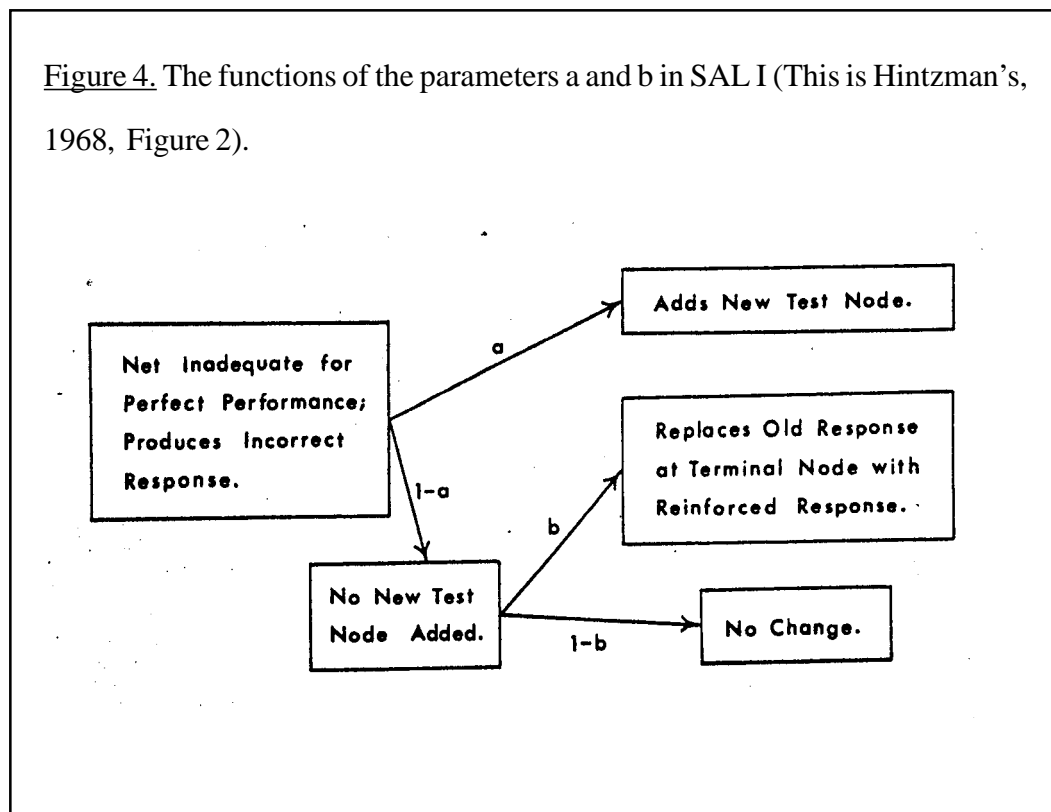 Figure 4. The functions of the parameters a and b in SAL I (This is Hintzman's,
1968, Figure 2).
Net Inadequate for
Perfect Performance;
Produces Incorrect
Response.
a
Adds New Test Node.
1-a
No New Test
Node Added.
b
Replaces Old Response
at Terminal Node with
Reinforced Response.
1-b
No Change.